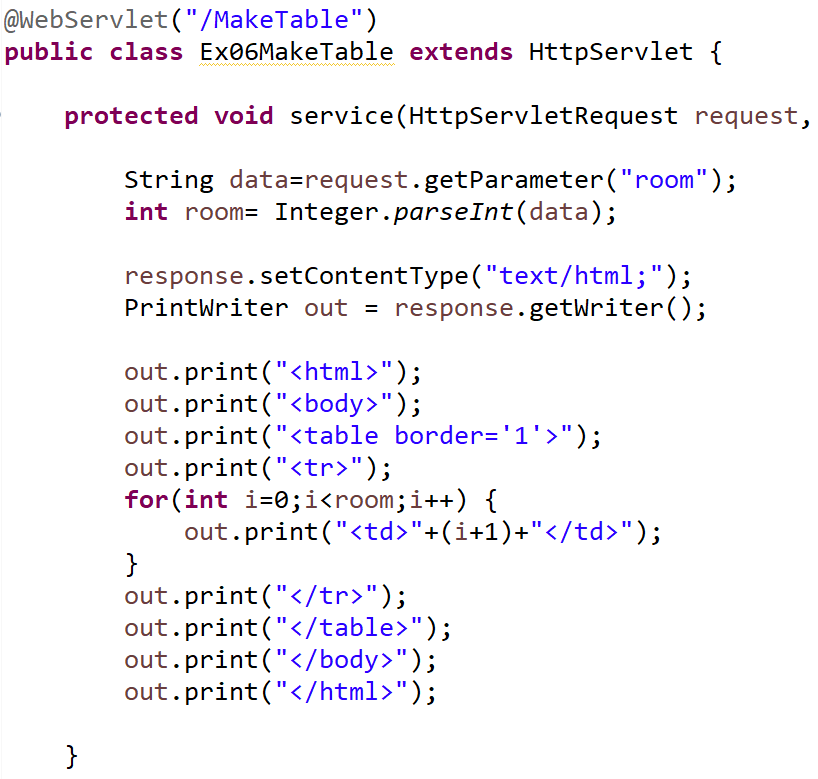 @WebServlet("/MakeTable")
public class Ex06MakeTable extends HttpServlet {
protected void service(HttpServletRequest request,
String data=request.getParameter("room");
int room= Integer.parseInt(data);
response.setContentType("text/html;");
PrintWriter out = response.getWriter();
out.print("<html>");
out.print("<body>");
out.print("<table border='1'>");
out.print("<tr>");
for(int i=0;i<room;i++) {
out.print("<td>"+(i+1)+"</td>");
}
out.print("</tr>");
out.print("</table>");
out.print("</body>");
out.print("</html>");
}